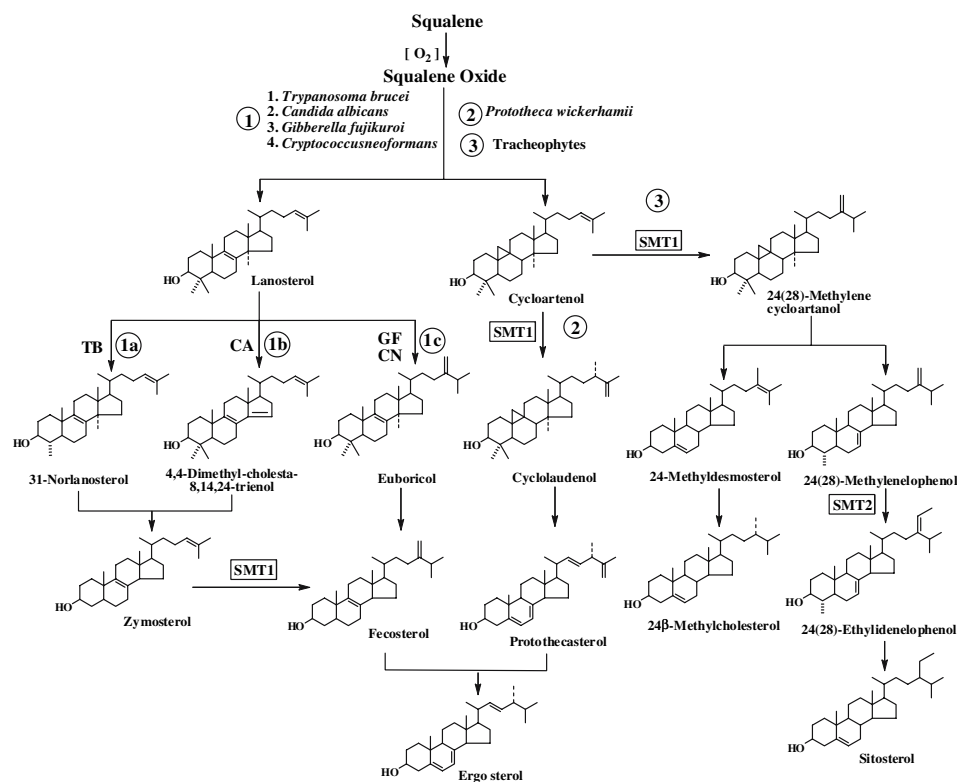 Squalene
[ O2 ]
Squalene Oxide
1
1. Trypanosoma brucei
2. Candida albicans
3. Gibberella fujikuroi
4. Cryptococcusneoformans
2 Prototheca wickerhamii
3 Tracheophytes
HO
Lanosterol
HO
Cycloartenol
3
SMT1
HO
24(28)-Methylene
cycloartanol
TB 1a
CA 1b
GF
CN
1c
SMT1
2
HO
31-Norlanosterol
HO
4,4-Dimethyl-cholesta-
8,14,24-trienol
HO
Euboricol
HO
Cyclolaudenol
HO
24-Methyldesmosterol
HO
24(28)-Methylenelophenol
SMT2
HO
Zymosterol
SMT1
HO
Fecosterol
HO
Protothecasterol
HO
24β-Methylcholesterol
HO
24(28)-Ethylidenelophenol
HO
Ergo sterol
HO
Sitosterol